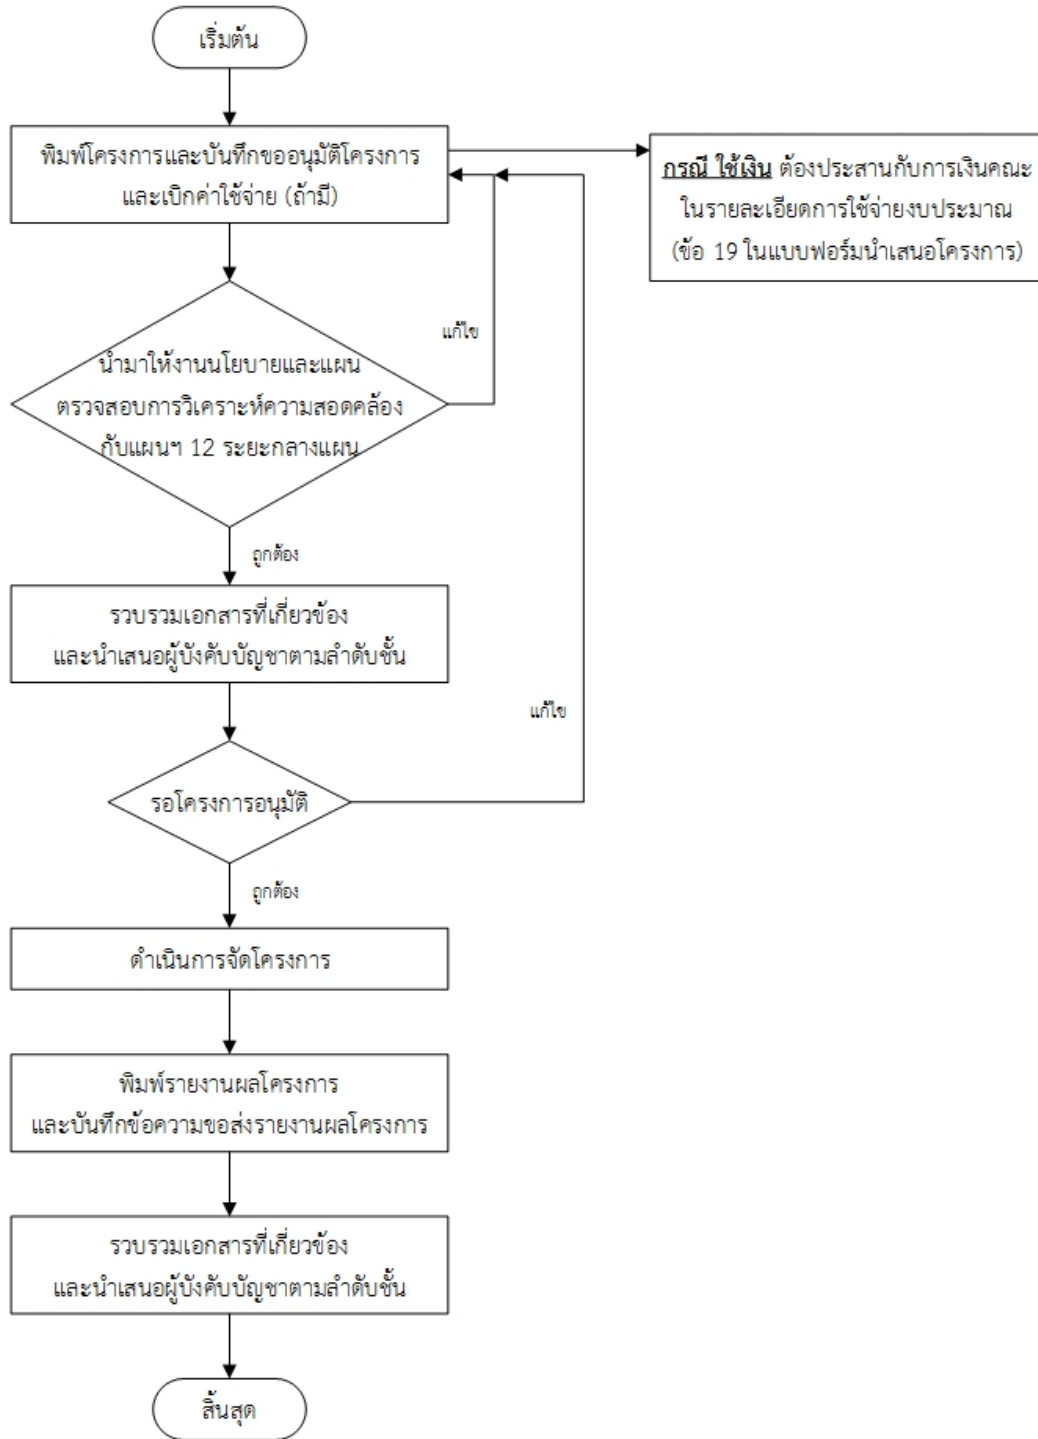 เริ่มต้น
พิมพ์โครงการและบันทึกขออนุมัติโครงการ
และเบิกค่าใช้จ่าย (ถ้ามี)
กรณี ใช้เงิน ต้องประสานกับการเงินคณะ
ในรายละเอียดการใช้จ่ายงบประมาณ
(ข้อ 19 ในแบบฟอร์มนำเสนอโครงการ)
แก้ไข
นำมาให้งานนโยบายและแผน
ตรวจสอบการวิเคราะห์ความสอดคล้อง
กับแผนฯ 12 ระยะกลางแผน
ถูกต้อง
รวบรวมเอกสารที่เกี่ยวข้อง
และนำเสนอผู้บังคับบัญชาตามลำดับชั้น
แก้ไข
รอโครงการอนุมัติ
ถูกต้อง
ดำเนินการจัดโครงการ
พิมพ์รายงานผลโครงการ
และบันทึกข้อความขอส่งรายงานผลโครงการ
รวบรวมเอกสารที่เกี่ยวข้อง
และนำเสนอผู้บังคับบัญชาตามลำดับชั้น
สิ้นสุด